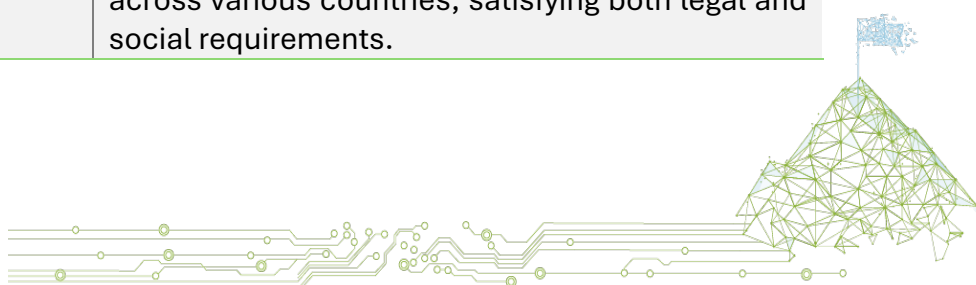 across various countries, satisfying both legal and
social requirements.